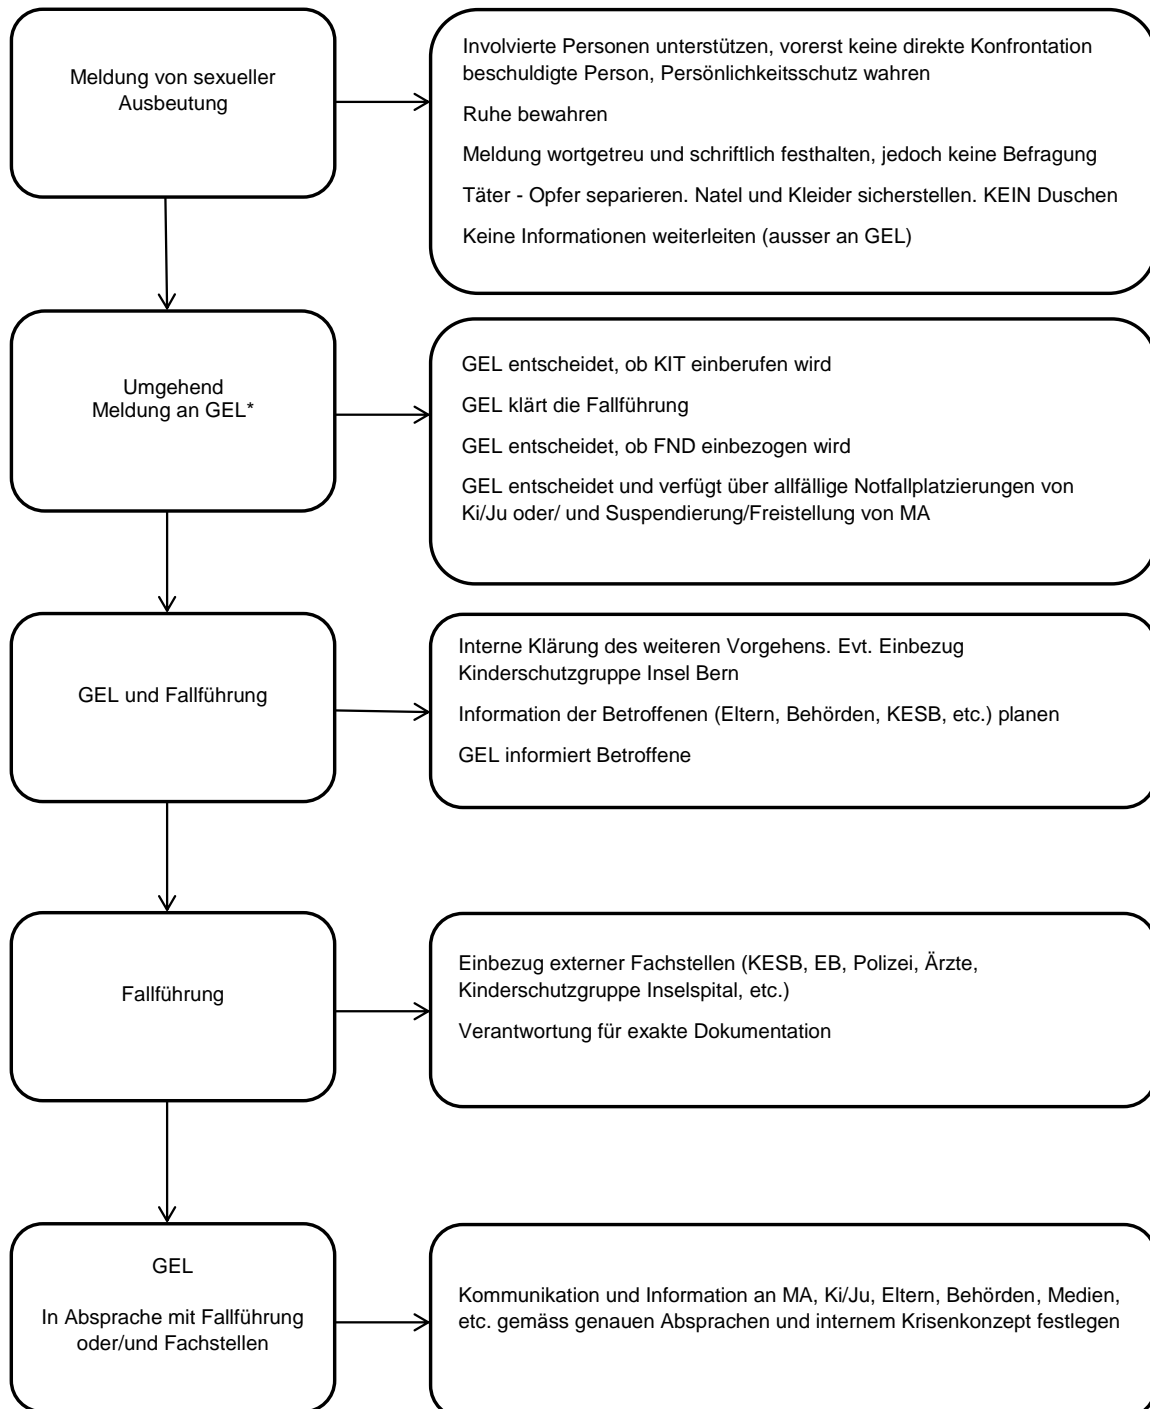 Meldung von sexueller
Ausbeutung
Involvierte Personen unterstützen, vorerst keine direkte Konfrontation
beschuldigte Person, Persönlichkeitsschutz wahren
Ruhe bewahren
Meldung wortgetreu und schriftlich festhalten, jedoch keine Befragung
Täter - Opfer separieren. Natel und Kleider sicherstellen. KEIN Duschen
Keine Informationen weiterleiten (ausser an GEL)
Umgehend
Meldung an GEL*
GEL entscheidet, ob KIT einberufen wird
GEL klärt die Fallführung
GEL entscheidet, ob FND einbezogen wird
GEL entscheidet und verfügt über allfällige Notfallplatzierungen von
Ki/Ju oder/ und Suspendierung/Freistellung von MA
GEL und Fallführung
Interne Klärung des weiteren Vorgehens. Evt. Einbezug
Kinderschutzgruppe Insel Bern
Information der Betroffenen (Eltern, Behörden, KESB, etc.) planen
GEL informiert Betroffene
Fallführung
Einbezug externer Fachstellen (KESB, EB, Polizei, Ärzte,
Kinderschutzgruppe Inselspital, etc.)
Verantwortung für exakte Dokumentation
GEL
In Absprache mit Fallführung
oder/und Fachstellen
Kommunikation und Information an MA, Ki/Ju, Eltern, Behörden, Medien,
etc. gemäss genauen Absprachen und internem Krisenkonzept festlegen